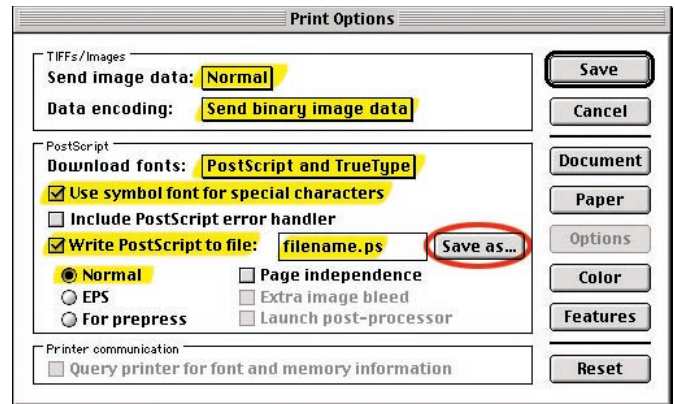 Print Options
TIFFs/Images
Send image data: Normal
Save
Data encoding: Send binary image data
Cancel
PostScript
Download fonts: PostScript and TrueType
Document
Use symbol font for special characters
Paper
Include PostScript error handler
Write PostScript to file: filename.ps Save as...
Options
Normal
Page independence
Color
EPS
Extra image bleed
For prepress
Launch post-processor
Features
Printer communication
Query printer for font and memory information
Reset